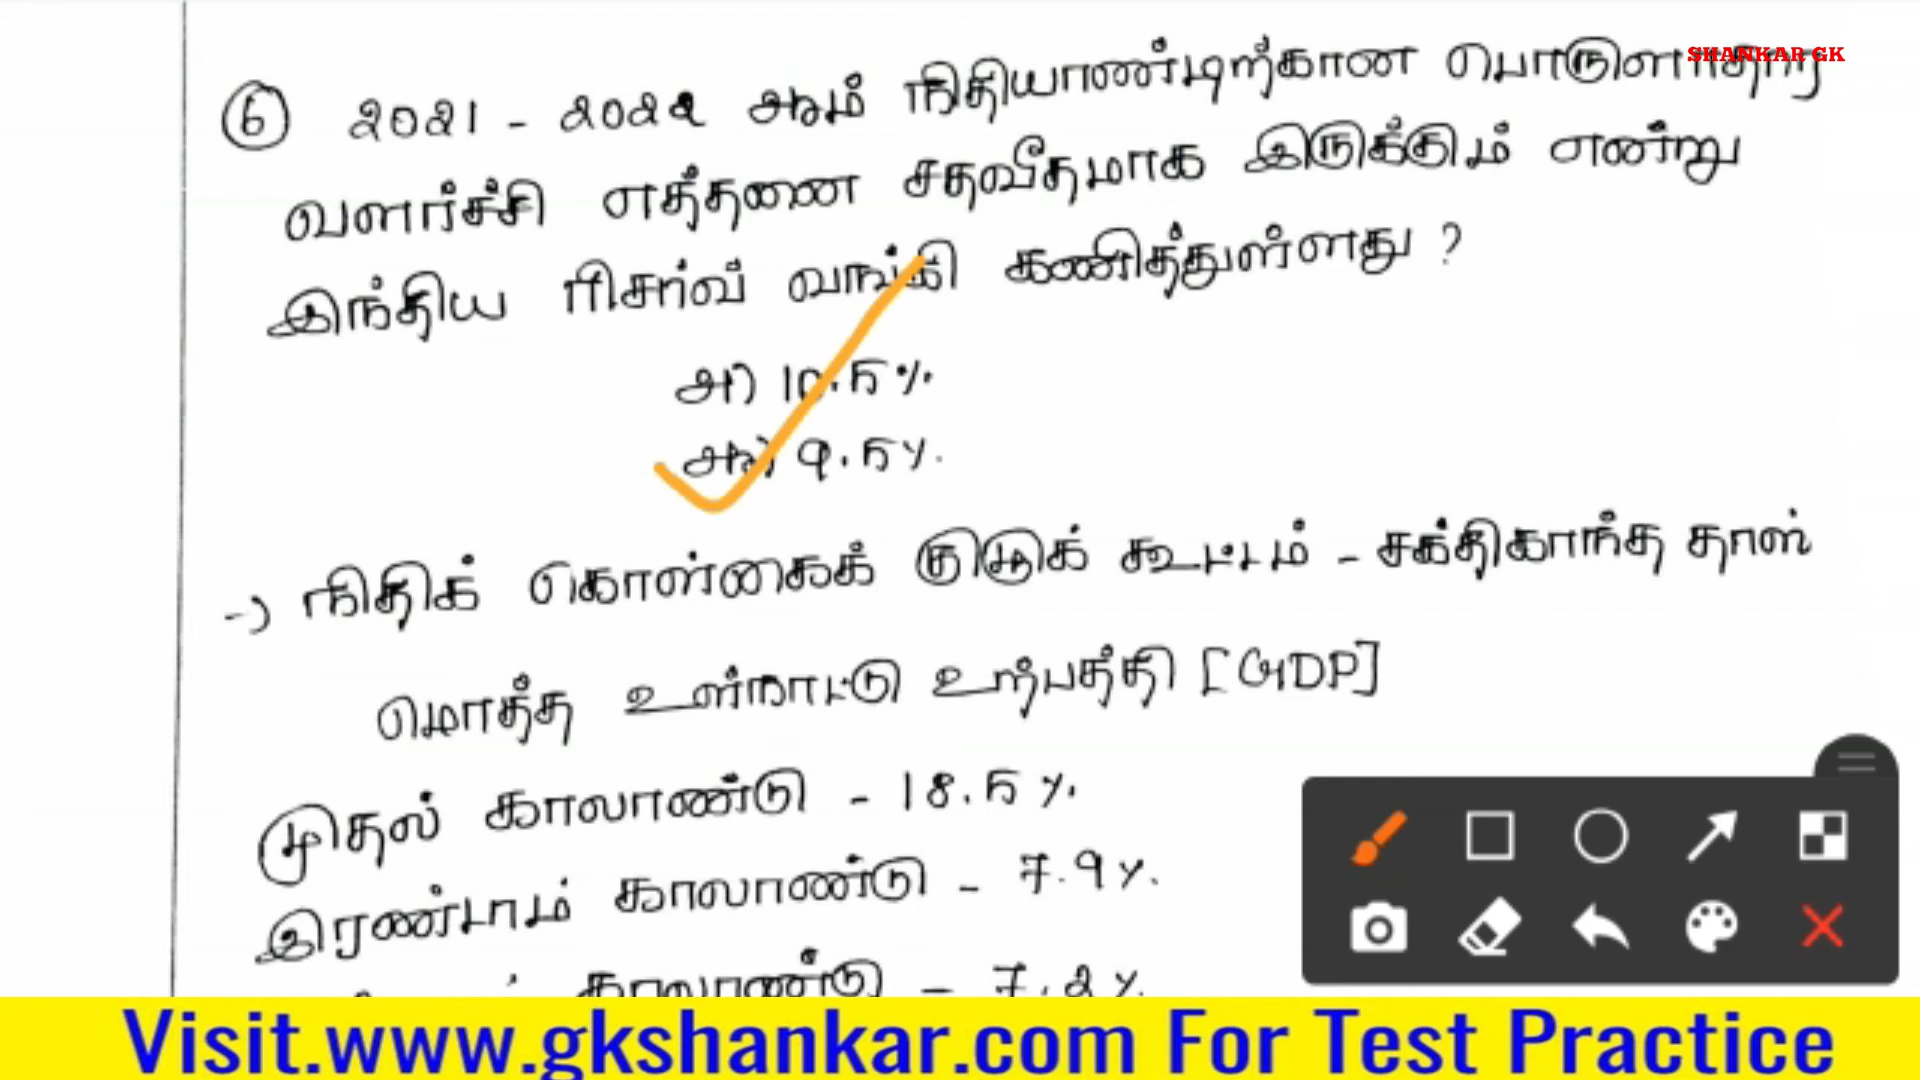 SHANKAR GK
6 2021 - 2022 ஆம் நிதியாண்டிற்கான பொருளாதார
வளர்ச்சி எத்தனை சதவீதமாக இருக்கும் என்று
இந்திய ரிசர்வ் வங்கி கணித்துள்ளது ?
அ) 10.5%
ஆ) 9.5%.
-> நிதிக் கொள்கைக் குழுக் கூட்டம் - சக்திகாந்த தாஸ்
மொத்த உள்நாட்டு உற்பத்தி [GDP]
முதல் காலாண்டு - 18.5%.
இரண்டாம் காலாண்டு - 7.9%.
காலாண்டு - 7.2%.
Visit.www.gkshankar.com For Test Practice